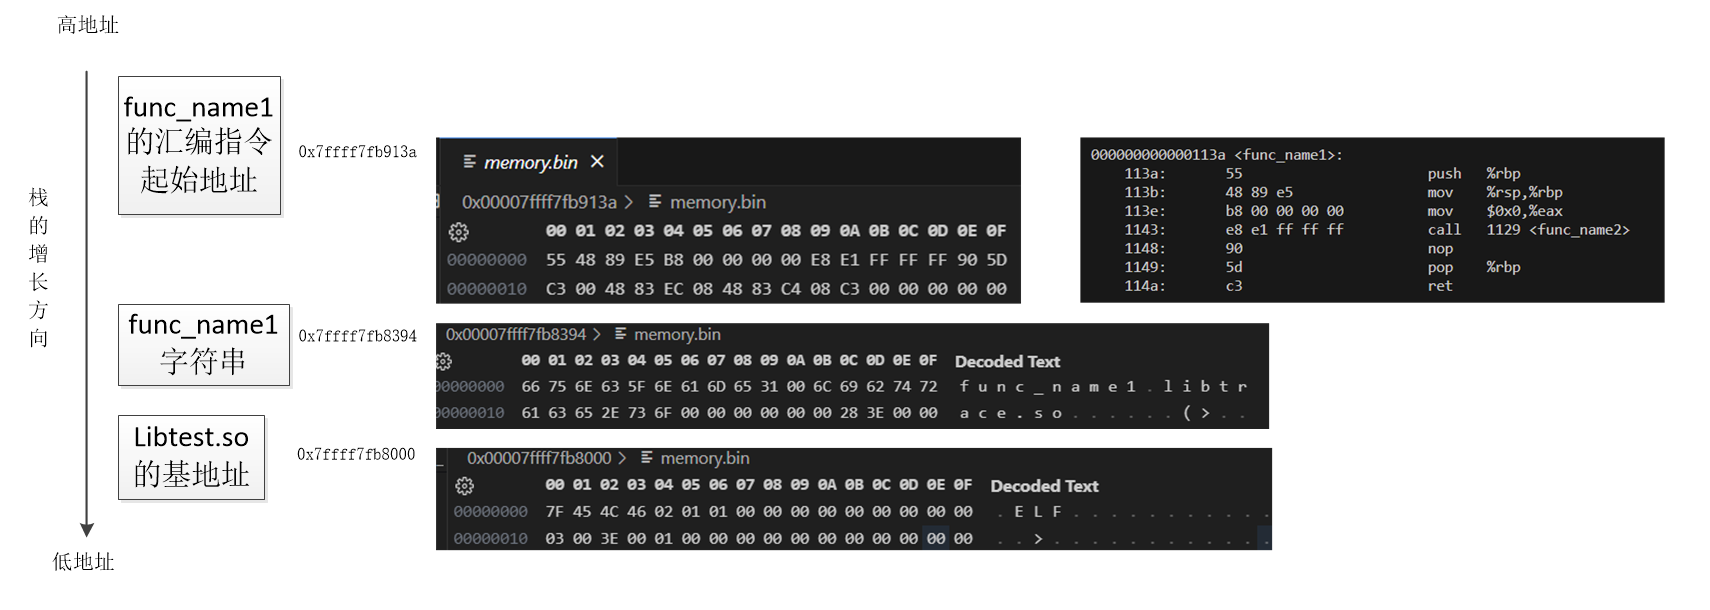 高地址
栈的增长方向
func_name1
的汇编指令
起始地址
0x7ffff7fb913a
memory.bin ×
0x00007ffff7fb913a > memory.bin
00 01 02 03 04 05 06 07 08 09 0A 0B 0C 0D 0E 0F
00000000 55 48 89 E5 B8 00 00 00 00 E8 E1 FF FF FF 90 5D
00000010 C3 00 48 83 EC 08 48 83 C4 08 C3 00 00 00 00 00
000000000000113a <func_name1>:
113a: 55 push %rbp
113b: 48 89 e5 mov %rsp,%rbp
113e: b8 00 00 00 00 mov $0x0,%eax
1143: e8 e1 ff ff ff call 1129 <func_name2>
1148: 90 nop
1149: 5d pop %rbp
114a: c3 ret
func_name1
字符串
0x7ffff7fb8394
0x00007ffff7fb8394 > memory.bin
00 01 02 03 04 05 06 07 08 09 0A 0B 0C 0D 0E 0F Decoded Text
00000000 66 75 6E 63 5F 6E 61 6D 65 31 00 6C 69 62 74 72 f u n c _ n a m e 1 . l i b t r
00000010 61 63 65 2E 73 6F 00 00 00 00 00 00 28 3E 00 00 a c e . s o . . . . . . ( > . .
Libtest.so
的基地址
0x7ffff7fb8000
0x00007ffff7fb8000 > memory.bin
00 01 02 03 04 05 06 07 08 09 0A 0B 0C 0D 0E 0F Decoded Text
00000000 7F 45 4C 46 02 01 01 00 00 00 00 00 00 00 00 00 . E L F . . . . . . . . . . . .
00000010 03 00 3E 00 01 00 00 00 00 00 00 00 00 00 00 00 . . > . . . . . . . . . . . . .
低地址